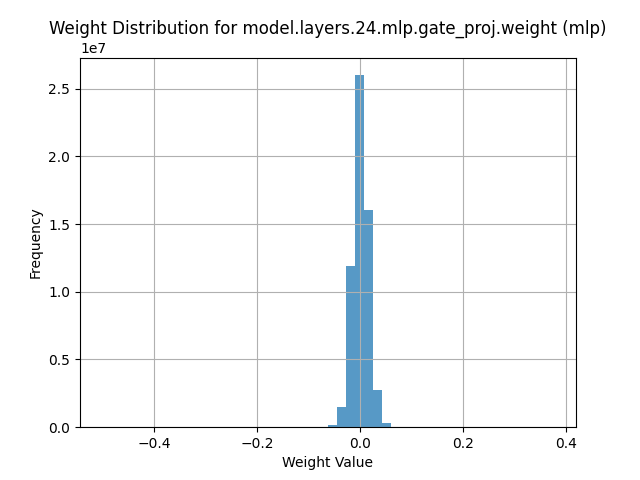 Weight Distribution for model.layers.24.mlp.gate_proj.weight (mlp)
1e7
2.5
2.0
1.5
1.0
0.5
0.0
Frequency
−0.4 −0.2 0.0 0.2 0.4
Weight Value